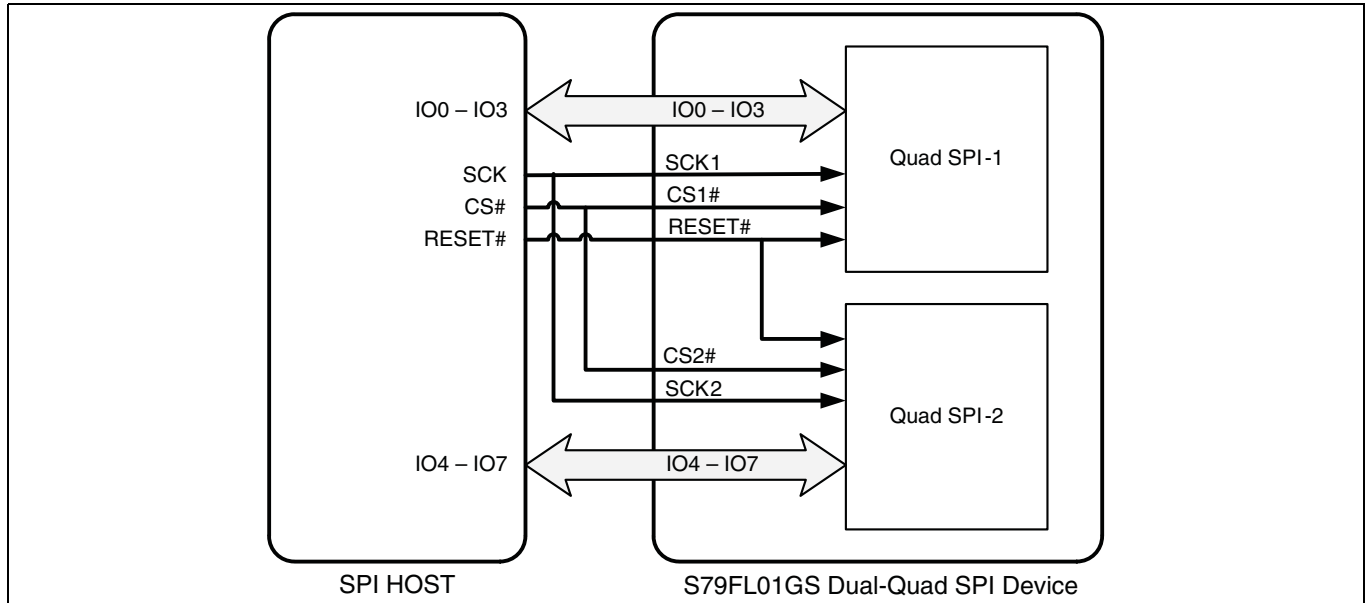 IO0 – IO3
IO0 – IO3
Quad SPI-1
SCK
SCK1
CS#
CS1#
RESET#
RESET#
CS2#
SCK2
Quad SPI-2
IO4 – IO7
IO4 – IO7
SPI HOST
S79FL01GS Dual-Quad SPI Device